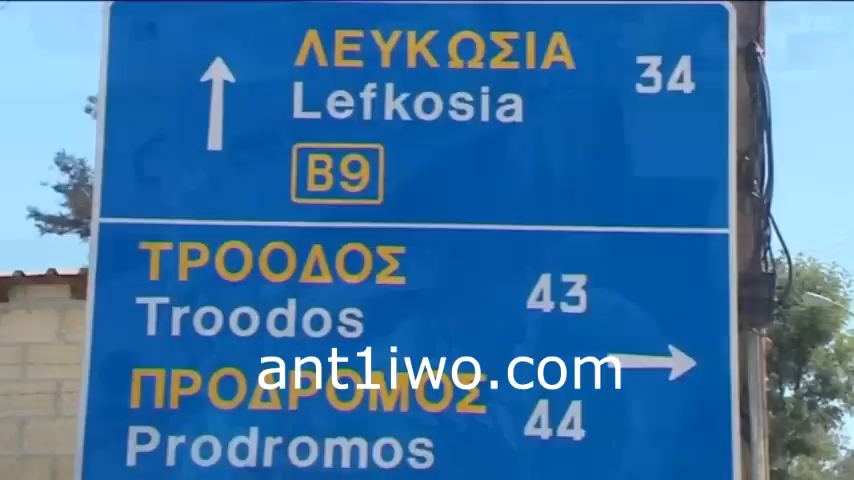 ΛΕΥΚΩΣΙΑ 34
Lefkosia
B9
ΤΡΟΟΔΟΣ 43
Troodos
ant1iwo.com
ΠΡΟΔΡΟΜΟΣ 44
Prodromos